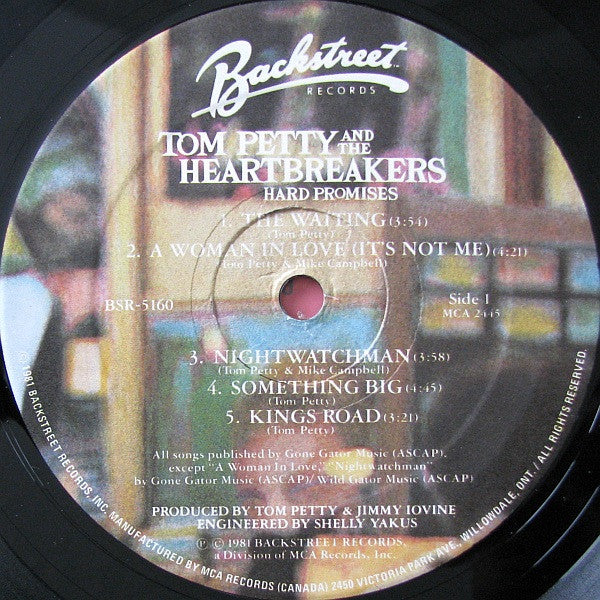 Backstreet™
RECORDS
TOM PETTY AND THE
HEARTBREAKERS
HARD PROMISES
1. THE WAITING (3:54)
(Tom Petty)
2. A WOMAN IN LOVE (IT'S NOT ME) (4:21)
(Tom Petty & Mike Campbell)
BSR-5160
Side 1
MCA 2445
3. NIGHTWATCHMAN (3:58)
(Tom Petty & Mike Campbell)
4. SOMETHING BIG (4:45)
(Tom Petty)
5. KINGS ROAD (3:21)
(Tom Petty)
All songs published by Gone Gator Music (ASCAP),
except "A Woman In Love," "Nightwatchman"
by Gone Gator Music (ASCAP)/Wild Gator Music (ASCAP)
PRODUCED BY TOM PETTY & JIMMY IOVINE
ENGINEERED BY SHELLY YAKUS
℗ © 1981 BACKSTREET RECORDS,
a Division of MCA Records, Inc.
© 1981 BACKSTREET RECORDS, INC. MANUFACTURED BY MCA RECORDS (CANADA) 2450 VICTORIA PARK AVE., WILLOWDALE, ONT. / ALL RIGHTS RESERVED.